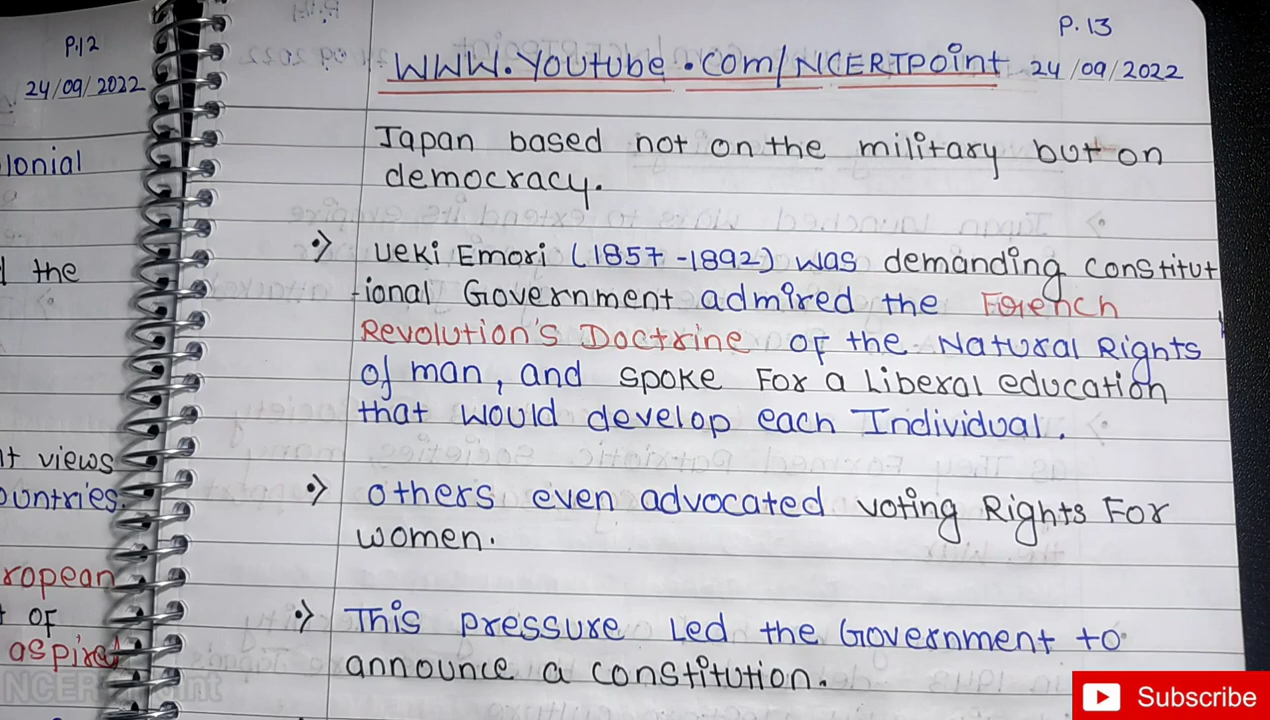 P.12
24/09/2022
lonial
the
views
ountries.
ropean
OF
aspired
NCERTPoint
P. 13
WWW.Youtube.com/NCERTPoint 24/09/2022
Japan based not on the military but on
democracy.
Ueki Emori (1857-1892) was demanding constitut
-ional Government admired the French
Revolution's Doctrine of the Natural Rights
of man, and spoke For a Liberal education
that would develop each Individual.
others even advocated voting Rights For
women.
This pressure Led the Government to
announce a constitution.
Subscribe